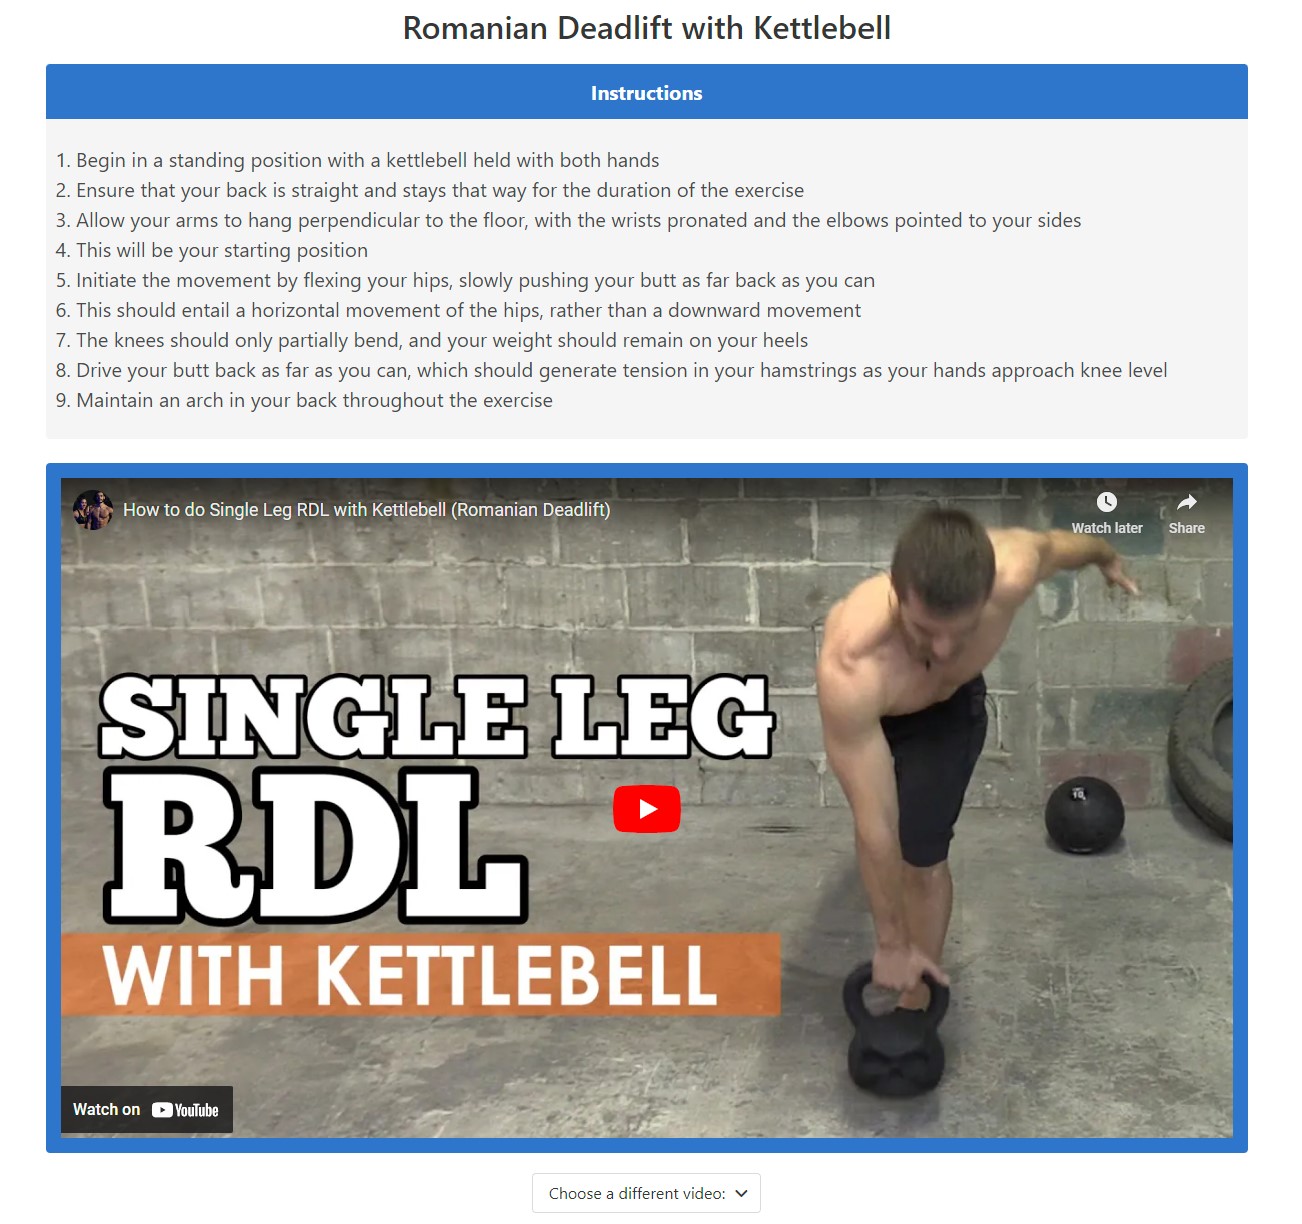 Romanian Deadlift with Kettlebell
Instructions
1. Begin in a standing position with a kettlebell held with both hands
2. Ensure that your back is straight and stays that way for the duration of the exercise
3. Allow your arms to hang perpendicular to the floor, with the wrists pronated and the elbows pointed to your sides
4. This will be your starting position
5. Initiate the movement by flexing your hips, slowly pushing your butt as far back as you can
6. This should entail a horizontal movement of the hips, rather than a downward movement
7. The knees should only partially bend, and your weight should remain on your heels
8. Drive your butt back as far as you can, which should generate tension in your hamstrings as your hands approach knee level
9. Maintain an arch in your back throughout the exercise
How to do Single Leg RDL with Kettlebell (Romanian Deadlift)
Watch later
Share
SINGLE LEG
RDL
WITH KETTLEBELL
10
Watch on YouTube
Choose a different video: